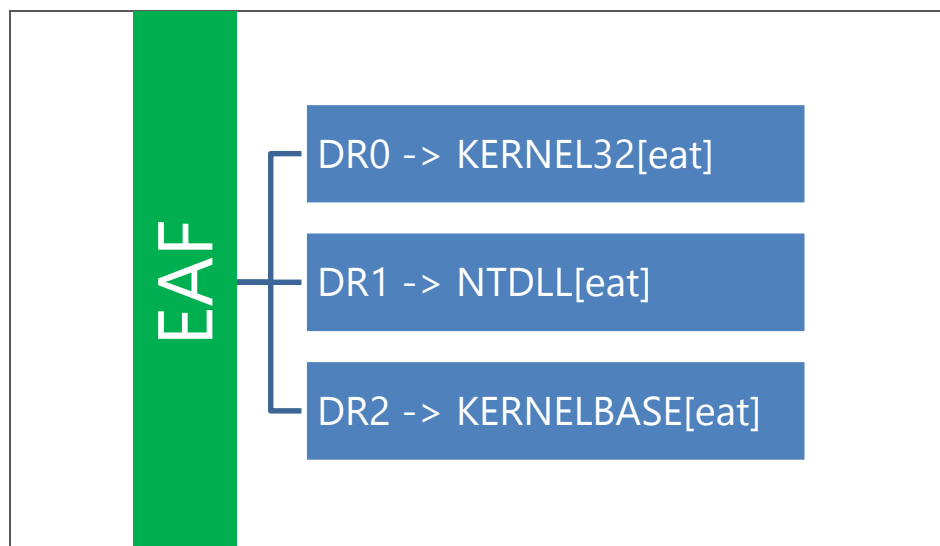 EAF
DR0 -> KERNEL32[eat]
DR1 -> NTDLL[eat]
DR2 -> KERNELBASE[eat]